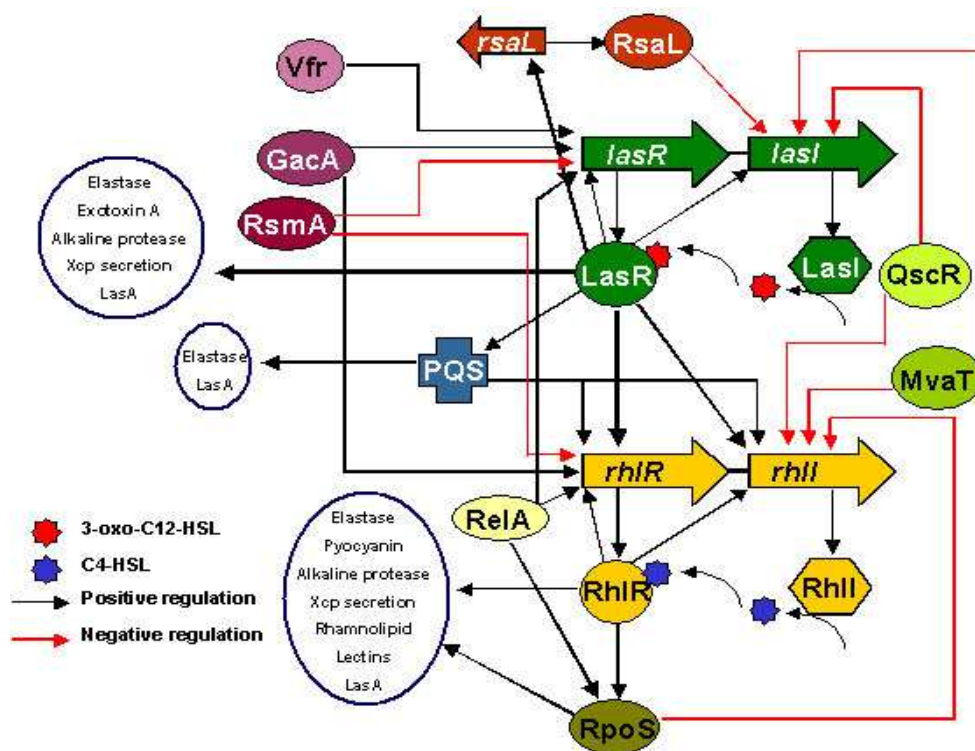 rsaL
RsaL
Vfr
GacA
lasR
lasI
RsmA
Elastase
Exotoxin A
Alkaline protease
Xcp secretion
LasA
LasR
LasI
QscR
Elastase
LasA
PQS
MvaT
rhlR
rhlI
RelA
3-oxo-C12-HSL
C4-HSL
Positive regulation
Negative regulation
Elastase
Pyocyanin
Alkaline protease
Xcp secretion
Rhamnolipid
Lectins
LasA
RhlR
RhlI
RpoS